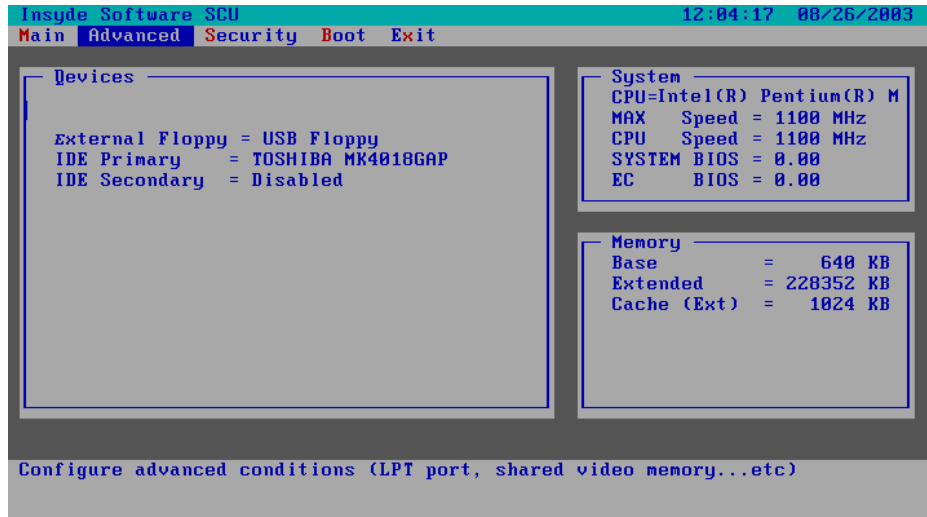 Insyde Software SCU 12:04:17 08/26/2003
Main Advanced Security Boot Exit
Devices
External Floppy = USB Floppy
IDE Primary = TOSHIBA MK4018GAP
IDE Secondary = Disabled
System
CPU=Intel(R) Pentium(R) M
MAX Speed = 1100 MHz
CPU Speed = 1100 MHz
SYSTEM BIOS = 0.00
EC BIOS = 0.00
Memory
Base = 640 KB
Extended = 228352 KB
Cache (Ext) = 1024 KB
Configure advanced conditions (LPT port, shared video memory...etc)